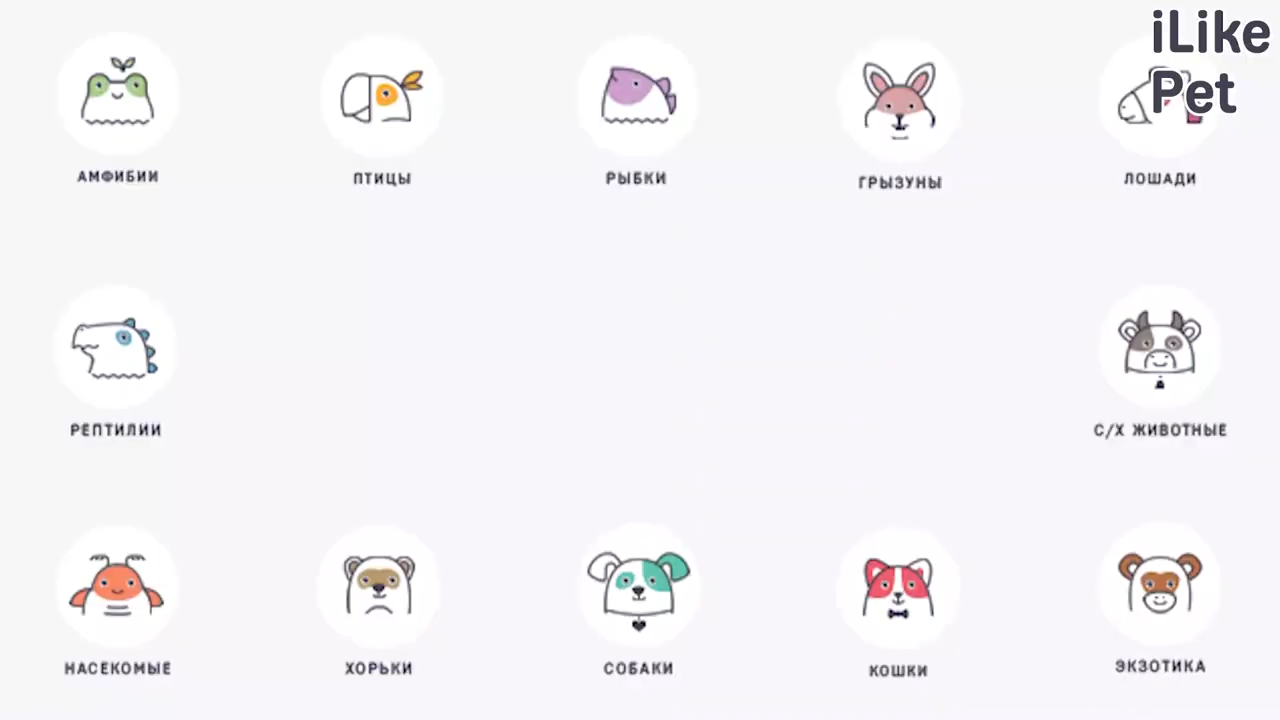 iLike
Pet
АМФИБИИ
ПТИЦЫ
РЫБКИ
ГРЫЗУНЫ
ЛОШАДИ
РЕПТИЛИИ
С/Х ЖИВОТНЫЕ
НАСЕКОМЫЕ
ХОРЬКИ
СОБАКИ
КОШКИ
ЭКЗОТИКА